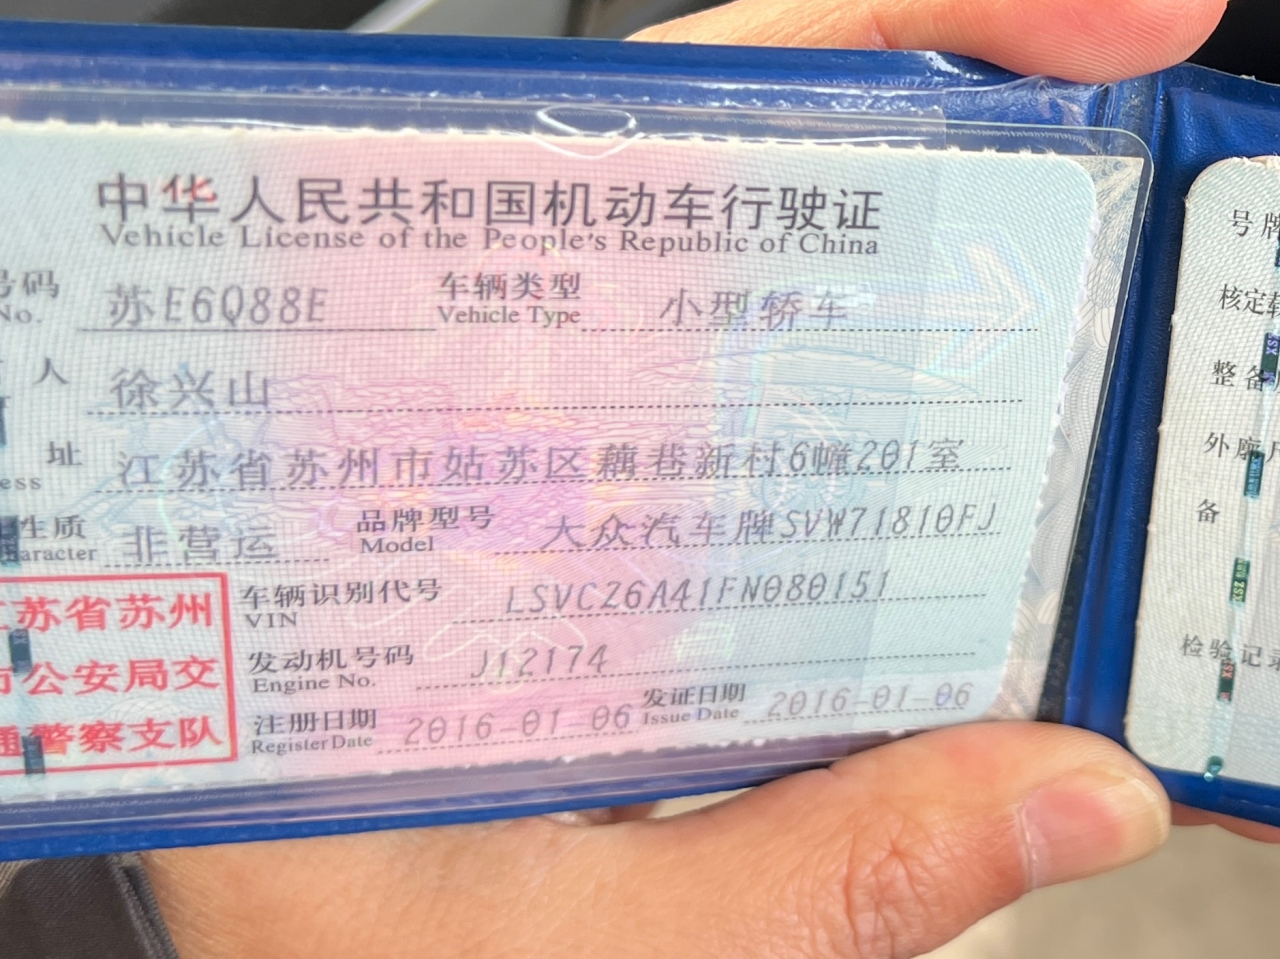 中华人民共和国机动车行驶证
Vehicle License of the People's Republic of China
号码 苏E6Q88E 车辆类型 小型轿车
No. Vehicle Type
人 徐兴山
址 江苏省苏州市姑苏区藕巷新村6幢201室
ess
性质 非营运 品牌型号 大众汽车牌SVW71810FJ
haracter Model
江苏省苏州
市公安局交
通警察支队
车辆识别代号 LSVCZ6A41FN080151
VIN
发动机号码 J12174
Engine No.
注册日期 2016-01-06 发证日期 2016-01-06
Register Date Issue Date
号牌
核定载
整备
外廓尺
备
检验记录